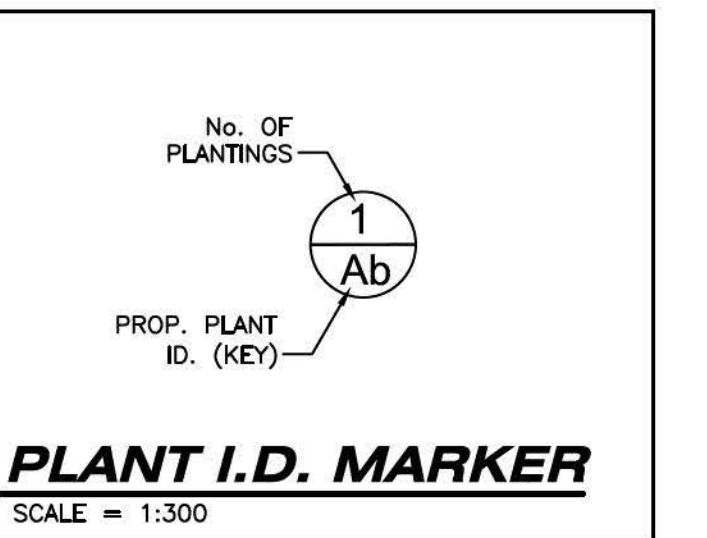 No. OF
PLANTINGS
1
Ab
PROP. PLANT
ID. (KEY)
PLANT I.D. MARKER
SCALE = 1:300